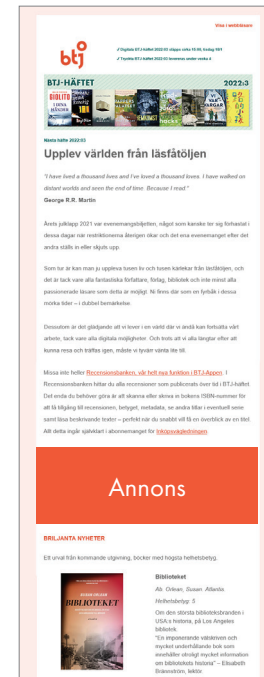 Visa i webbläsare
btj
✓ Digitala BTJ-häftet 2022:03 släpps cirka 15.00, tisdag 18/1
✓ Tryckta BTJ-häftet 2022:03 levereras under vecka 4
BTJ-HÄFTET 2022:3
Nästa häfte 2022:03
Upplev världen från läsfåtöljen
"I have lived a thousand lives and I've loved a thousand loves. I have walked on
distant worlds and seen the end of time. Because I read."
George R.R. Martin
Årets julklapp 2021 var evenemangsbiljetten, något som kanske ter sig förhastat i
dessa dagar när restriktionerna återigen ökar och det ena evenemanget efter det
andra ställs in eller skjuts upp.
Som tur är kan man ju uppleva tusen liv och tusen kärlekar från läsfåtöljen, och
det är tack vare alla fantastiska författare, förlag, bibliotek och inte minst alla
passionerade läsare som detta är möjligt. Ni finns där som en fyrbåk i dessa
mörka tider – i dubbel bemärkelse.
Dessutom är det glädjande att vi lever i en värld där vi ändå kan fortsätta vårt
arbete, tack vare alla digitala möjligheter. Och trots att vi alla längtar efter att
kunna resa och träffas igen, måste vi tyvärr vänta lite till.
Missa inte heller Recensionsbanken, vår helt nya funktion i BTJ-Appen. I
Recensionsbanken hittar du alla recensioner som publicerats över tid i BTJ-häftet.
Det enda du behöver göra är att skanna eller skriva in bokens ISBN-nummer för
att få tillgång till recensionen, betyget, metadata, se andra titlar i eventuell serie
samt läsa beskrivande texter – perfekt när du snabbt vill få en överblick av en titel.
Allt detta ingår självklart i abonnemanget för Inköpsvägledningen.
Annons
BRILJANTA NYHETER
Ett urval från kommande utgivning, böcker med högsta helhetsbetyg.
BIBLIOTEKET
Biblioteket
Av. Orlean, Susan. Atlantis.
Helhetsbetyg: 5.
Om den största biblioteksbranden i
USA:s historia, på Los Angeles
bibliotek.
"En imponerande välskriven och
mycket underhållande bok som
innehåller otroligt mycket information
om bibliotekets historia" – Elisabeth
Brännström, lektör